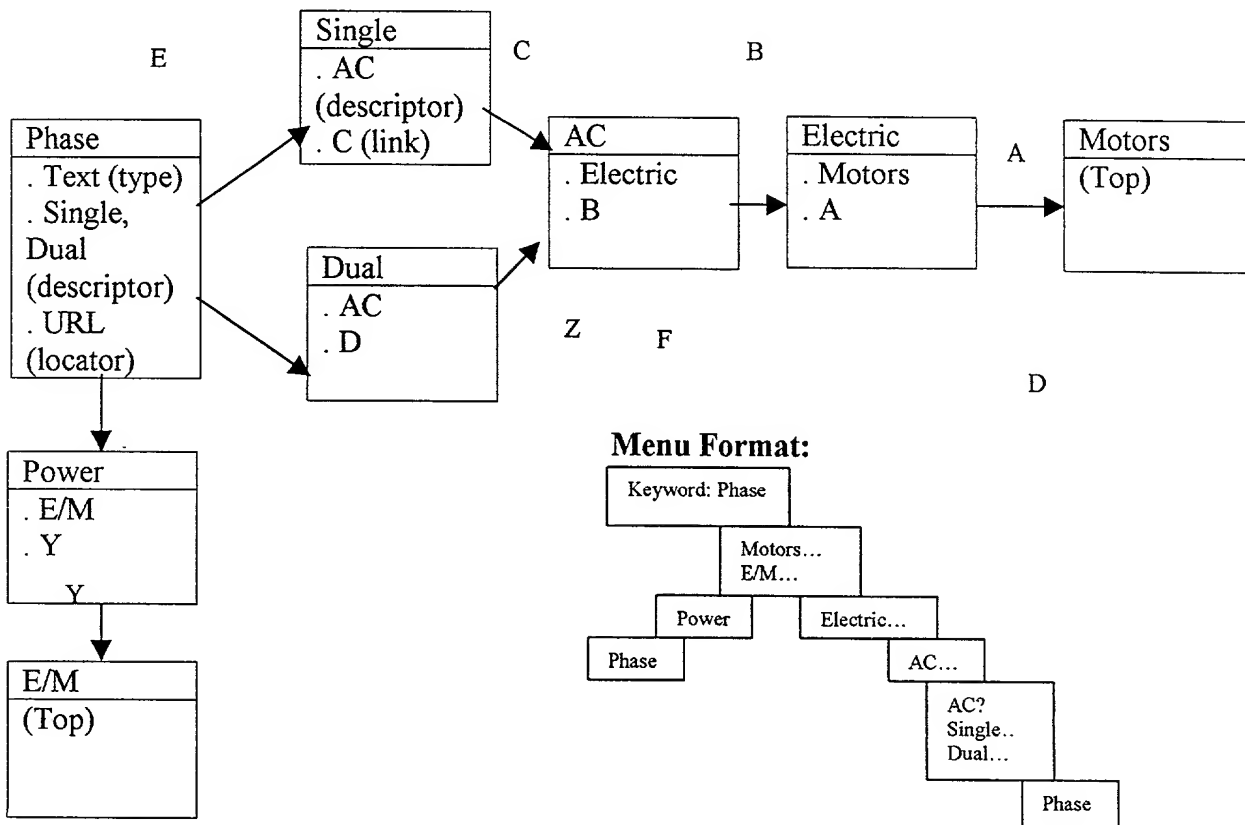 E
Single
. AC
(descriptor)
. C (link)
C
B
Phase
. Text (type)
. Single,
Dual
(descriptor)
. URL
(locator)
AC
. Electric
. B
Electric
. Motors
. A
A
Motors
(Top)
Dual
. AC
. D
Z
F
D
Power
. E/M
. Y
Y
E/M
(Top)
Menu Format:
Keyword: Phase
Motors...
E/M...
Power
Electric...
Phase
AC...
AC?
Single..
Dual...
Phase